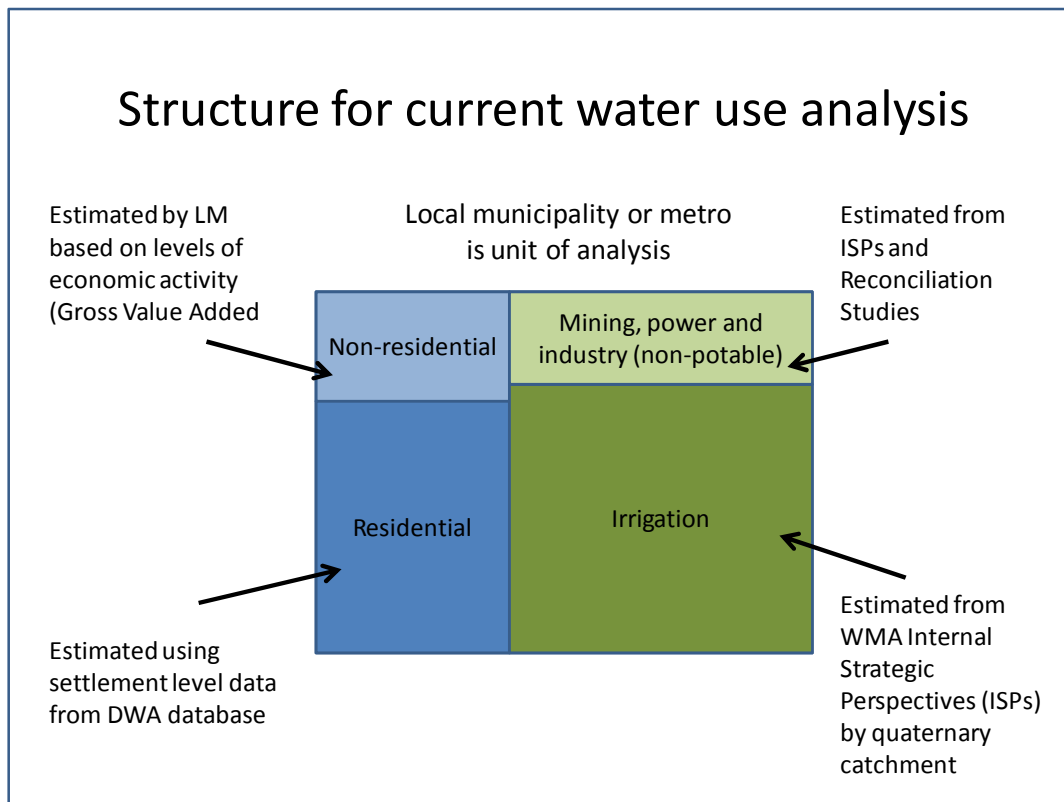 Structure for current water use analysis
Estimated by LM
based on levels of
economic activity
(Gross Value Added
Local municipality or metro
is unit of analysis
Estimated from
ISPs and
Reconciliation
Studies
Non-residential
Mining, power and
industry (non-potable)
Residential
Irrigation
Estimated using
settlement level data
from DWA database
Estimated from
WMA Internal
Strategic
Perspectives (ISPs)
by quaternary
catchment